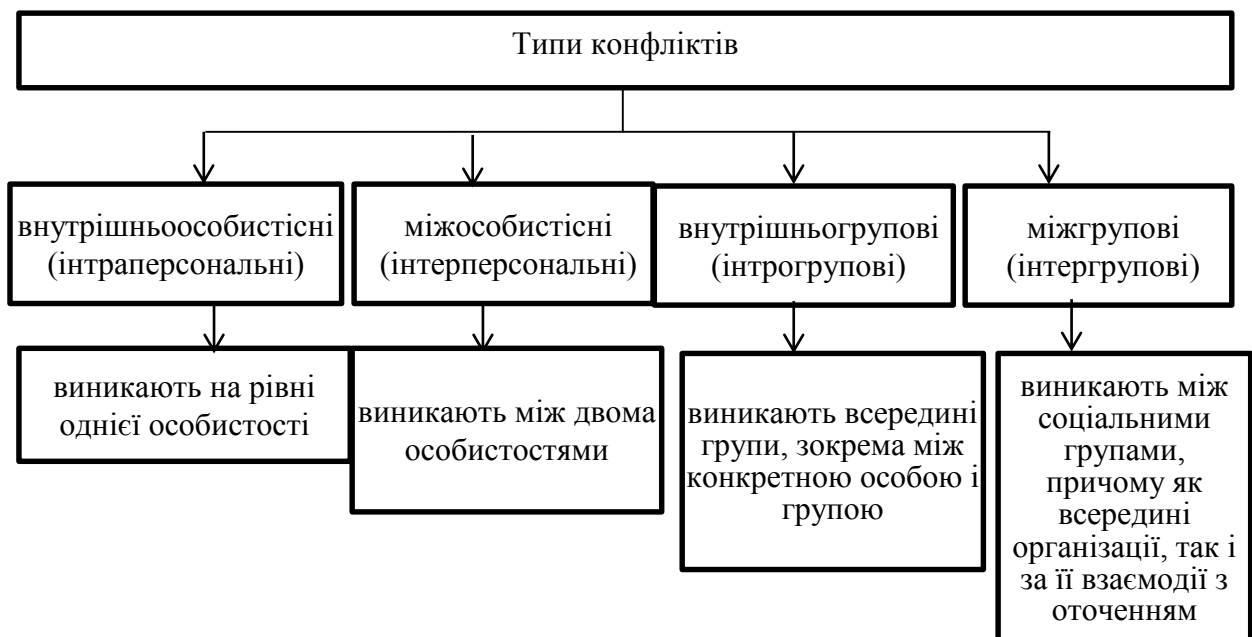 Типи конфліктів
внутрішньоособистісні
(інтраперсональні)
міжособистісні
(інтерперсональні)
внутрішньогрупові
(інтрогрупові)
міжгрупові
(інтергрупові)
виникають на рівні
однієї особистості
виникають між двома
особистостями
виникають всередині
групи, зокрема між
конкретною особою і
групою
виникають між
соціальними
групами,
причому як
всередині
організації, так і
за її взаємодії з
оточенням